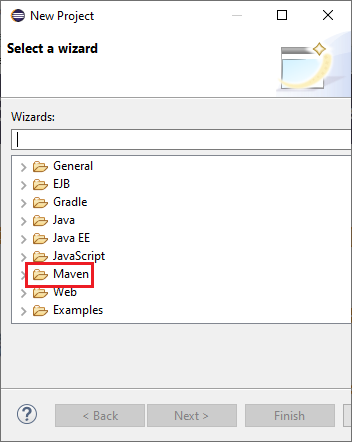 New Project
Select a wizard
Wizards:
General
EJB
Gradle
Java
Java EE
JavaScript
Maven
Web
Examples
?
< Back
Next >
Finish